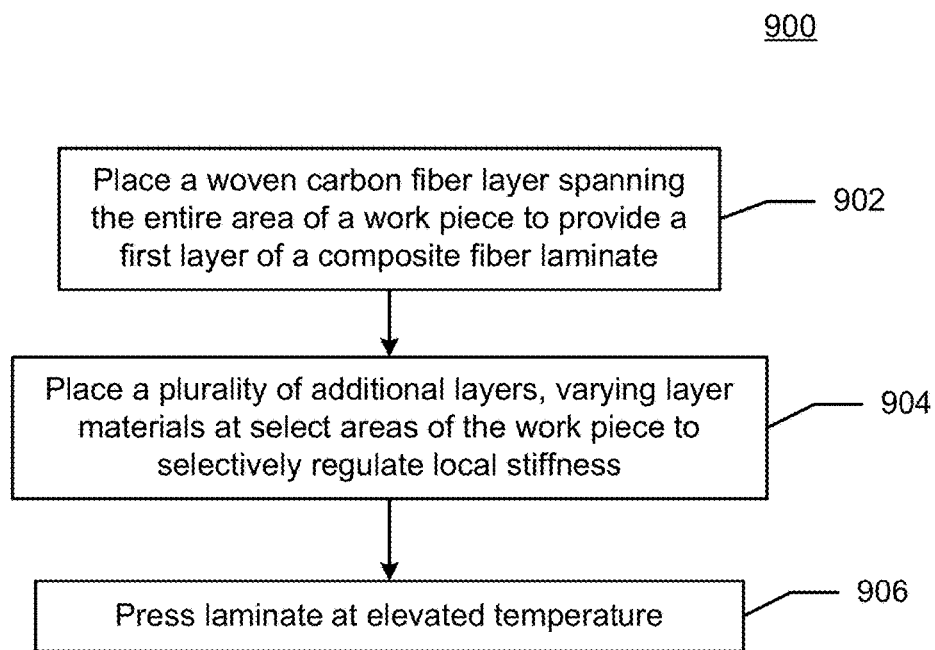 900
Place a woven carbon fiber layer spanning
the entire area of a work piece to provide a
first layer of a composite fiber laminate
902
Place a plurality of additional layers, varying layer
materials at select areas of the work piece to
selectively regulate local stiffness
904
Press laminate at elevated temperature
906